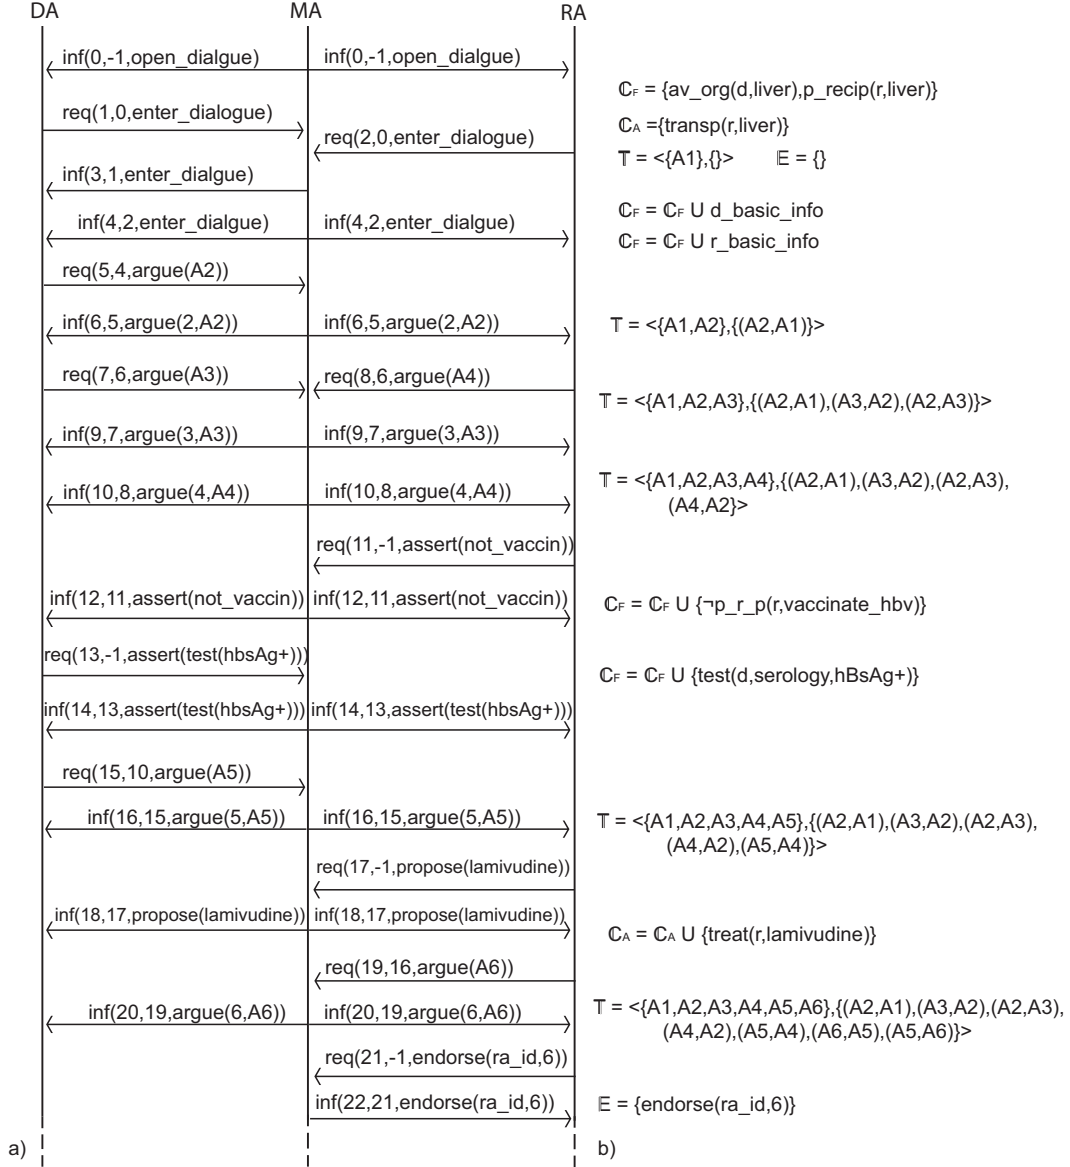 DA MA RA
inf(0,-1,open_dialgue) inf(0,-1,open_dialgue)
ℂF = {av_org(d,liver),p_recip(r,liver)}
req(1,0,enter_dialogue)
ℂA ={transp(r,liver)}
req(2,0,enter_dialogue)
𝕋 = <{A1},{}> 𝔼 = {}
inf(3,1,enter_dialgue)
ℂF = ℂF U d_basic_info
inf(4,2,enter_dialgue) inf(4,2,enter_dialgue)
ℂF = ℂF U r_basic_info
req(5,4,argue(A2))
inf(6,5,argue(2,A2)) inf(6,5,argue(2,A2))
𝕋 = <{A1,A2},{(A2,A1)}>
req(7,6,argue(A3)) req(8,6,argue(A4))
𝕋 = <{A1,A2,A3},{(A2,A1),(A3,A2),(A2,A3)}>
inf(9,7,argue(3,A3)) inf(9,7,argue(3,A3))
𝕋 = <{A1,A2,A3,A4},{(A2,A1),(A3,A2),(A2,A3),
inf(10,8,argue(4,A4)) inf(10,8,argue(4,A4))
(A4,A2}>
req(11,-1,assert(not_vaccin))
inf(12,11,assert(not_vaccin)) inf(12,11,assert(not_vaccin))
ℂF = ℂF U {¬p_r_p(r,vaccinate_hbv)}
req(13,-1,assert(test(hbsAg+)))
ℂF = ℂF U {test(d,serology,hBsAg+)}
inf(14,13,assert(test(hbsAg+))) inf(14,13,assert(test(hbsAg+)))
req(15,10,argue(A5))
inf(16,15,argue(5,A5)) inf(16,15,argue(5,A5))
𝕋 = <{A1,A2,A3,A4,A5},{(A2,A1),(A3,A2),(A2,A3),
(A4,A2),(A5,A4)}>
req(17,-1,propose(lamivudine))
inf(18,17,propose(lamivudine)) inf(18,17,propose(lamivudine))
ℂA = ℂA U {treat(r,lamivudine)}
req(19,16,argue(A6))
inf(20,19,argue(6,A6)) inf(20,19,argue(6,A6))
𝕋 = <{A1,A2,A3,A4,A5,A6},{(A2,A1),(A3,A2),(A2,A3),
(A4,A2),(A5,A4),(A6,A5),(A5,A6)}>
req(21,-1,endorse(ra_id,6))
inf(22,21,endorse(ra_id,6))
𝔼 = {endorse(ra_id,6)}
a) b)